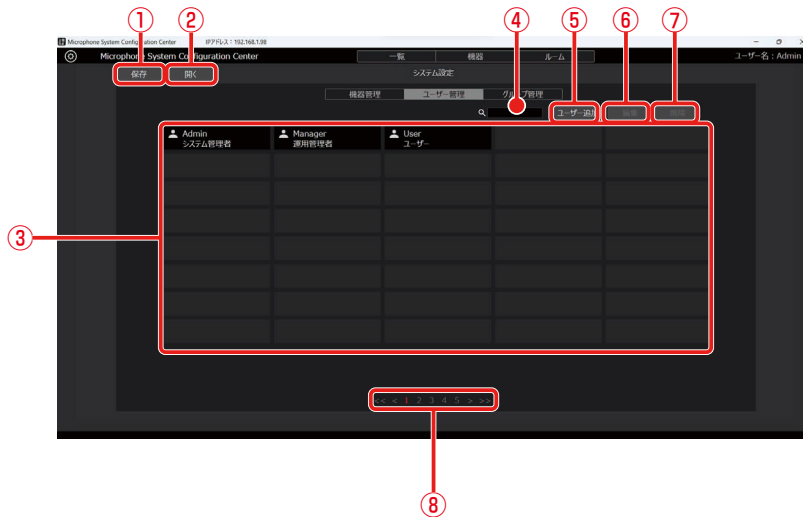 ① ② ④ ⑤ ⑥ ⑦
Microphone System Configuration Center IPアドレス：192.168.1.98
Microphone System Configuration Center 一覧 機器 ルーム ユーザー名：Admin
保存 開く システム設定
機器管理 ユーザー管理 グループ管理
ユーザー追加 編集 削除
Admin Manager User
システム管理者 運用管理者 ユーザー
③
<< < 1 2 3 4 5 > >>
⑧